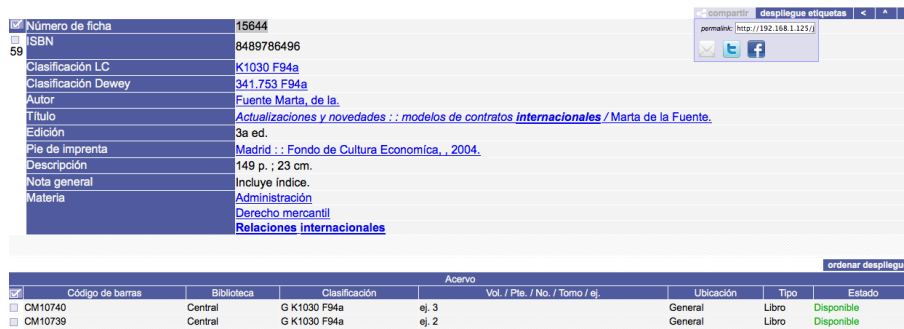 compartir despliegue etiquetas < ^
permalink: http://192.168.1.125/j
Número de ficha 15644
59 ISBN 8489786496
Clasificación LC K1030 F94a
Clasificación Dewey 341.753 F94a
Autor Fuente Marta, de la.
Título Actualizaciones y novedades : : modelos de contratos internacionales / Marta de la Fuente.
Edición 3a ed.
Pie de imprenta Madrid : : Fondo de Cultura Economíca, , 2004.
Descripción 149 p. ; 23 cm.
Nota general Incluye índice.
Materia Administración
Derecho mercantil
Relaciones internacionales
ordenar desplegu
Acervo
Código de barras Biblioteca Clasificación Vol. / Pte. / No. / Tomo / ej. Ubicación Tipo Estado
CM10740 Central G K1030 F94a ej. 3 General Libro Disponible
CM10739 Central G K1030 F94a ej. 2 General Libro Disponible